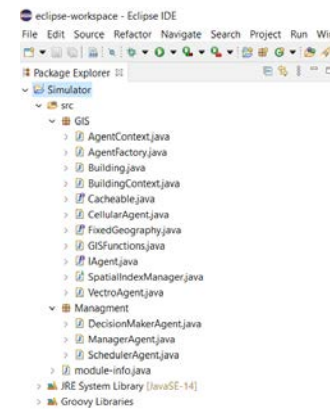 eclipse-workspace - Eclipse IDE
File Edit Source Refactor Navigate Search Project Run
Package Explorer
Simulator
src
GIS
AgentContext.java
AgentFactory.java
Building.java
BuildingContext.java
Cacheable.java
CellularAgent.java
FixedGeography.java
GISFunctions.java
IAgent.java
SpatialIndexManager.java
VectroAgent.java
Managment
DecisionMakerAgent.java
ManagerAgent.java
SchedulerAgent.java
module-info.java
JRE System Library [JavaSE-14]
Groovy Libraries